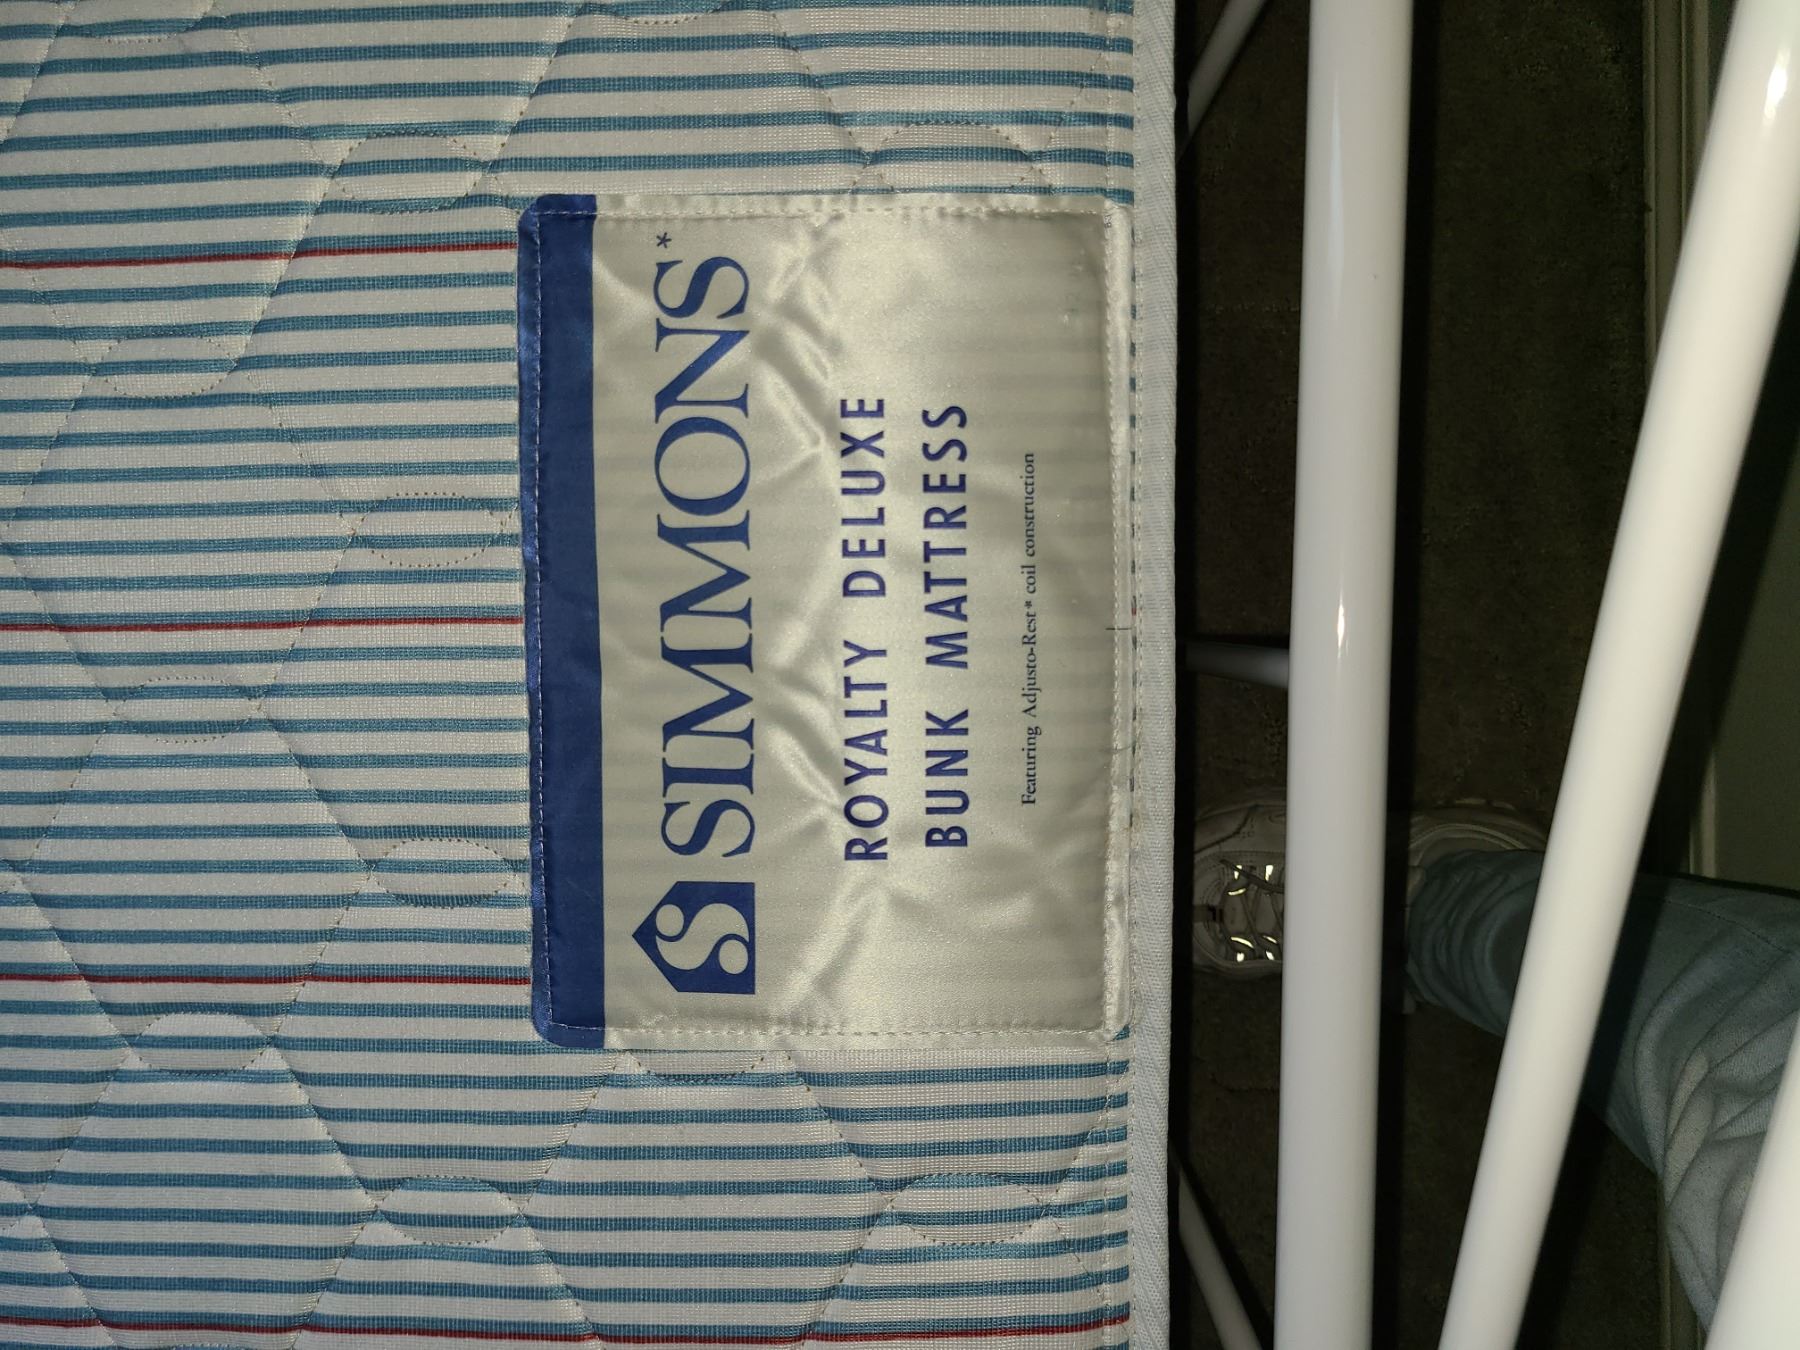 SIMMONS*
ROYALTY DELUXE
BUNK MATTRESS
Featuring Adjusto-Rest* coil construction